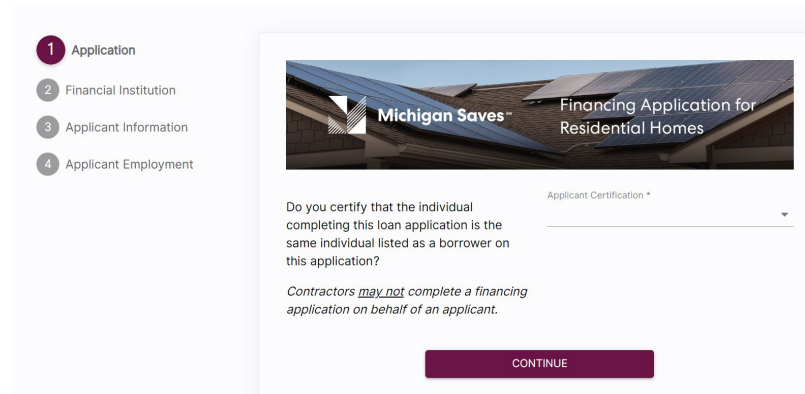 1 Application
2 Financial Institution
3 Applicant Information
4 Applicant Employment
Michigan Saves℠
Financing Application for
Residential Homes
Do you certify that the individual
completing this loan application is the
same individual listed as a borrower on
this application?
Contractors may not complete a financing
application on behalf of an applicant.
Applicant Certification *
CONTINUE